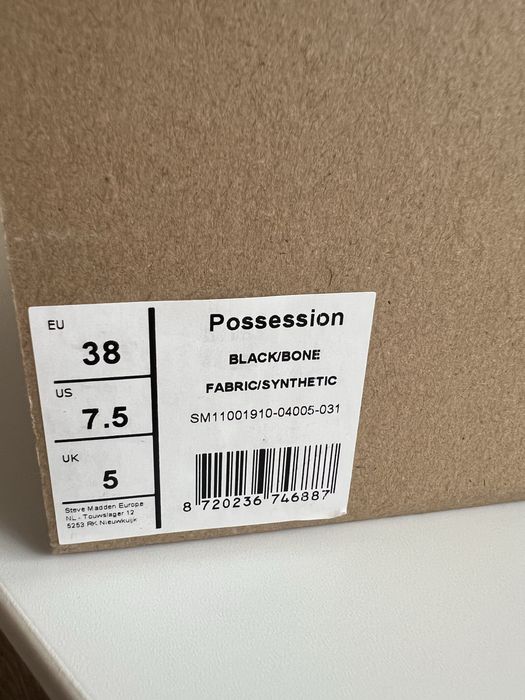 EU
38
US
7.5
UK
5
Steve Madden Europe
NL - Touwslager 12
5253 RK Nieuwkuijk
Possession
BLACK/BONE
FABRIC/SYNTHETIC
SM11001910-04005-031
8 720236 746887